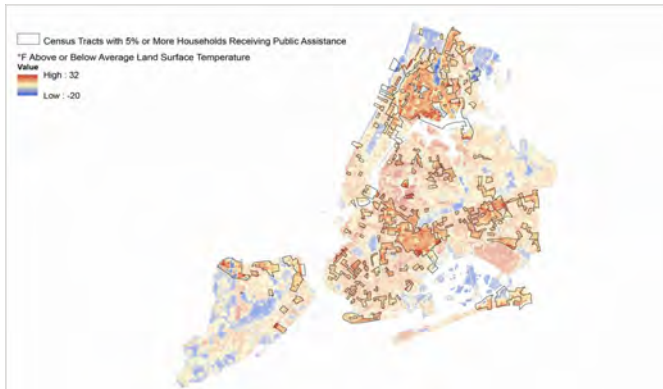 Census Tracts with 5% or More Households Receiving Public Assistance
°F Above or Below Average Land Surface Temperature
Value
High : 32
Low : -20